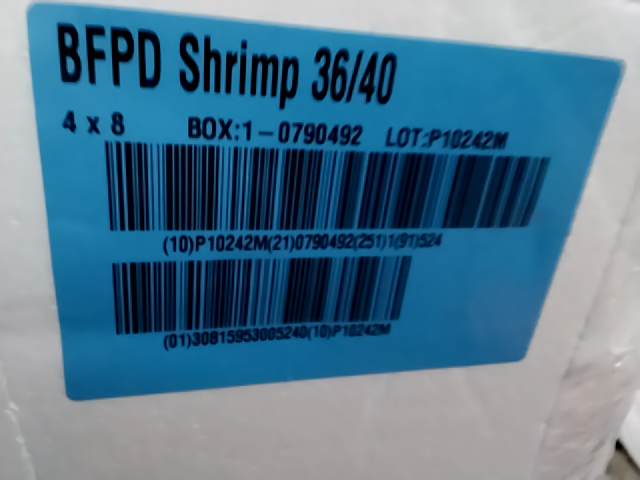 BFPD Shrimp 36/40
4 x 8 BOX:1-0790492 LOT:P10242M
(10)P10242M(21)0790492(251)1(91)524
(01)30815953005240(10)P10242M